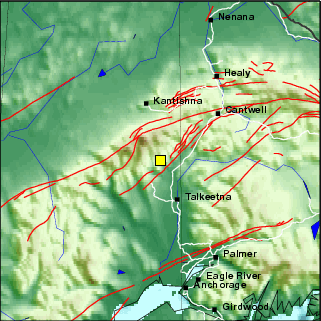 Nenana
Healy
Kantishna
Cantwell
Talkeetna
Palmer
Eagle River
Anchorage
Girdwood